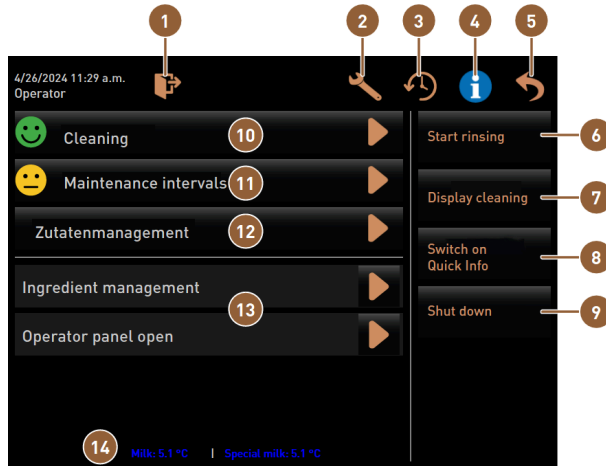 1
2
3
4
5
4/26/2024 11:29 a.m.
Operator
i
Cleaning
10
Start rinsing
6
Maintenance intervals
11
Display cleaning
7
Zutatenmanagement
12
Switch on
Quick Info
8
Ingredient management
13
Shut down
9
Operator panel open
14
Milk: 5.1 °C | Special milk: 5.1 °C